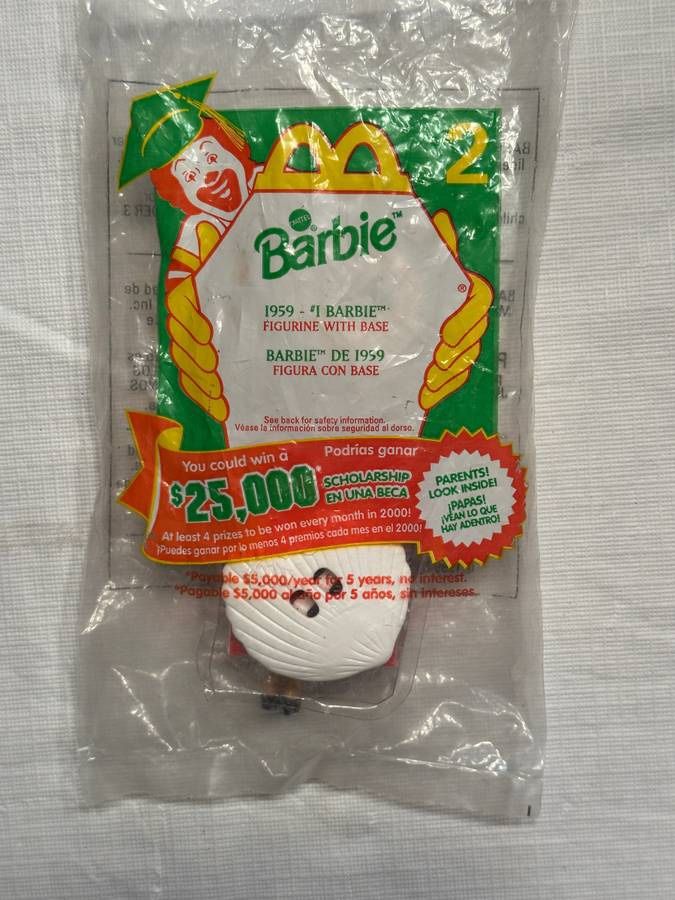 2
MATTEL
Barbie™
1959 - #1 BARBIE™
FIGURINE WITH BASE
BARBIE™ DE 1959
FIGURA CON BASE
See back for safety information.
Véase la información sobre seguridad al dorso.
®
You could win a
Podrías ganar
$25,000*
SCHOLARSHIP
EN UNA BECA
At least 4 prizes to be won every month in 2000!
¡Puedes ganar por lo menos 4 premios cada mes en el 2000!
PARENTS!
LOOK INSIDE!
¡PAPAS!
¡VEAN LO QUE
HAY ADENTRO!
*Payable $5,000/year for 5 years, no interest.
*Pagable $5,000 al año por 5 años, sin intereses.